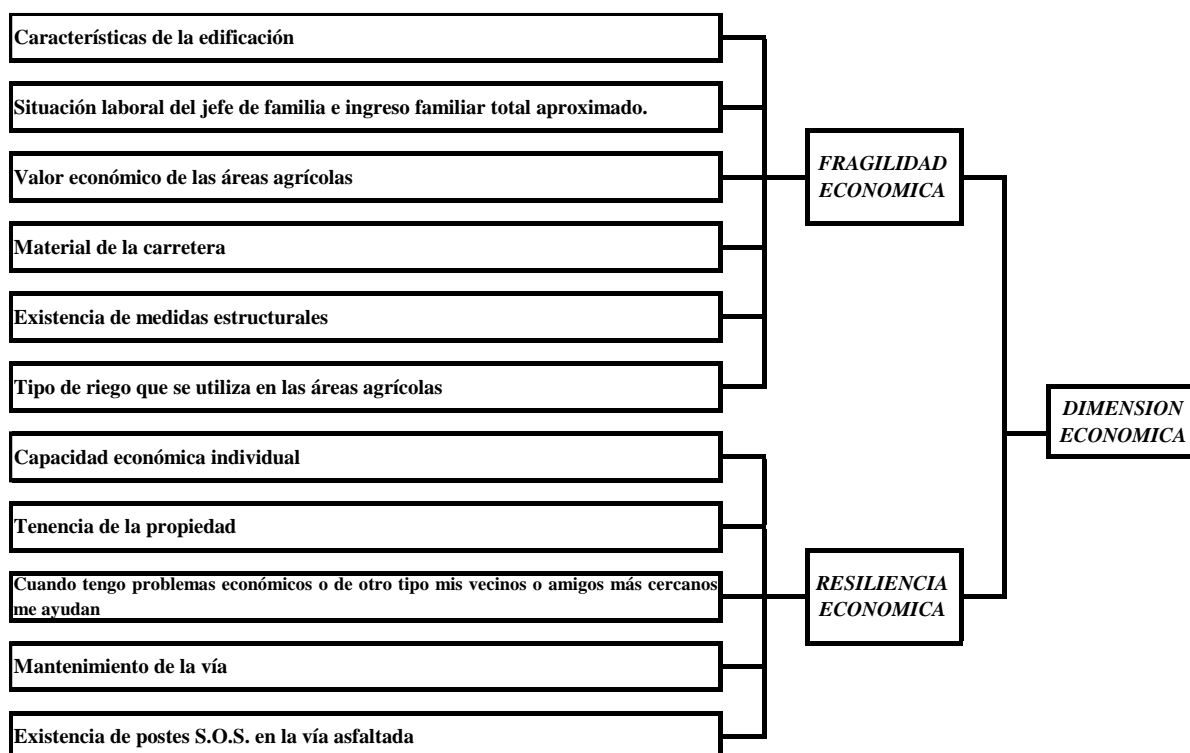 Características de la edificación
Situación laboral del jefe de familia e ingreso familiar total aproximado.
Valor económico de las áreas agrícolas
Material de la carretera
Existencia de medidas estructurales
Tipo de riego que se utiliza en las áreas agrícolas
FRAGILIDAD
ECONOMICA
Capacidad económica individual
Tenencia de la propiedad
Cuando tengo problemas económicos o de otro tipo mis vecinos o amigos más cercanos
me ayudan
Mantenimiento de la vía
Existencia de postes S.O.S. en la vía asfaltada
RESILIENCIA
ECONOMICA
DIMENSION
ECONOMICA